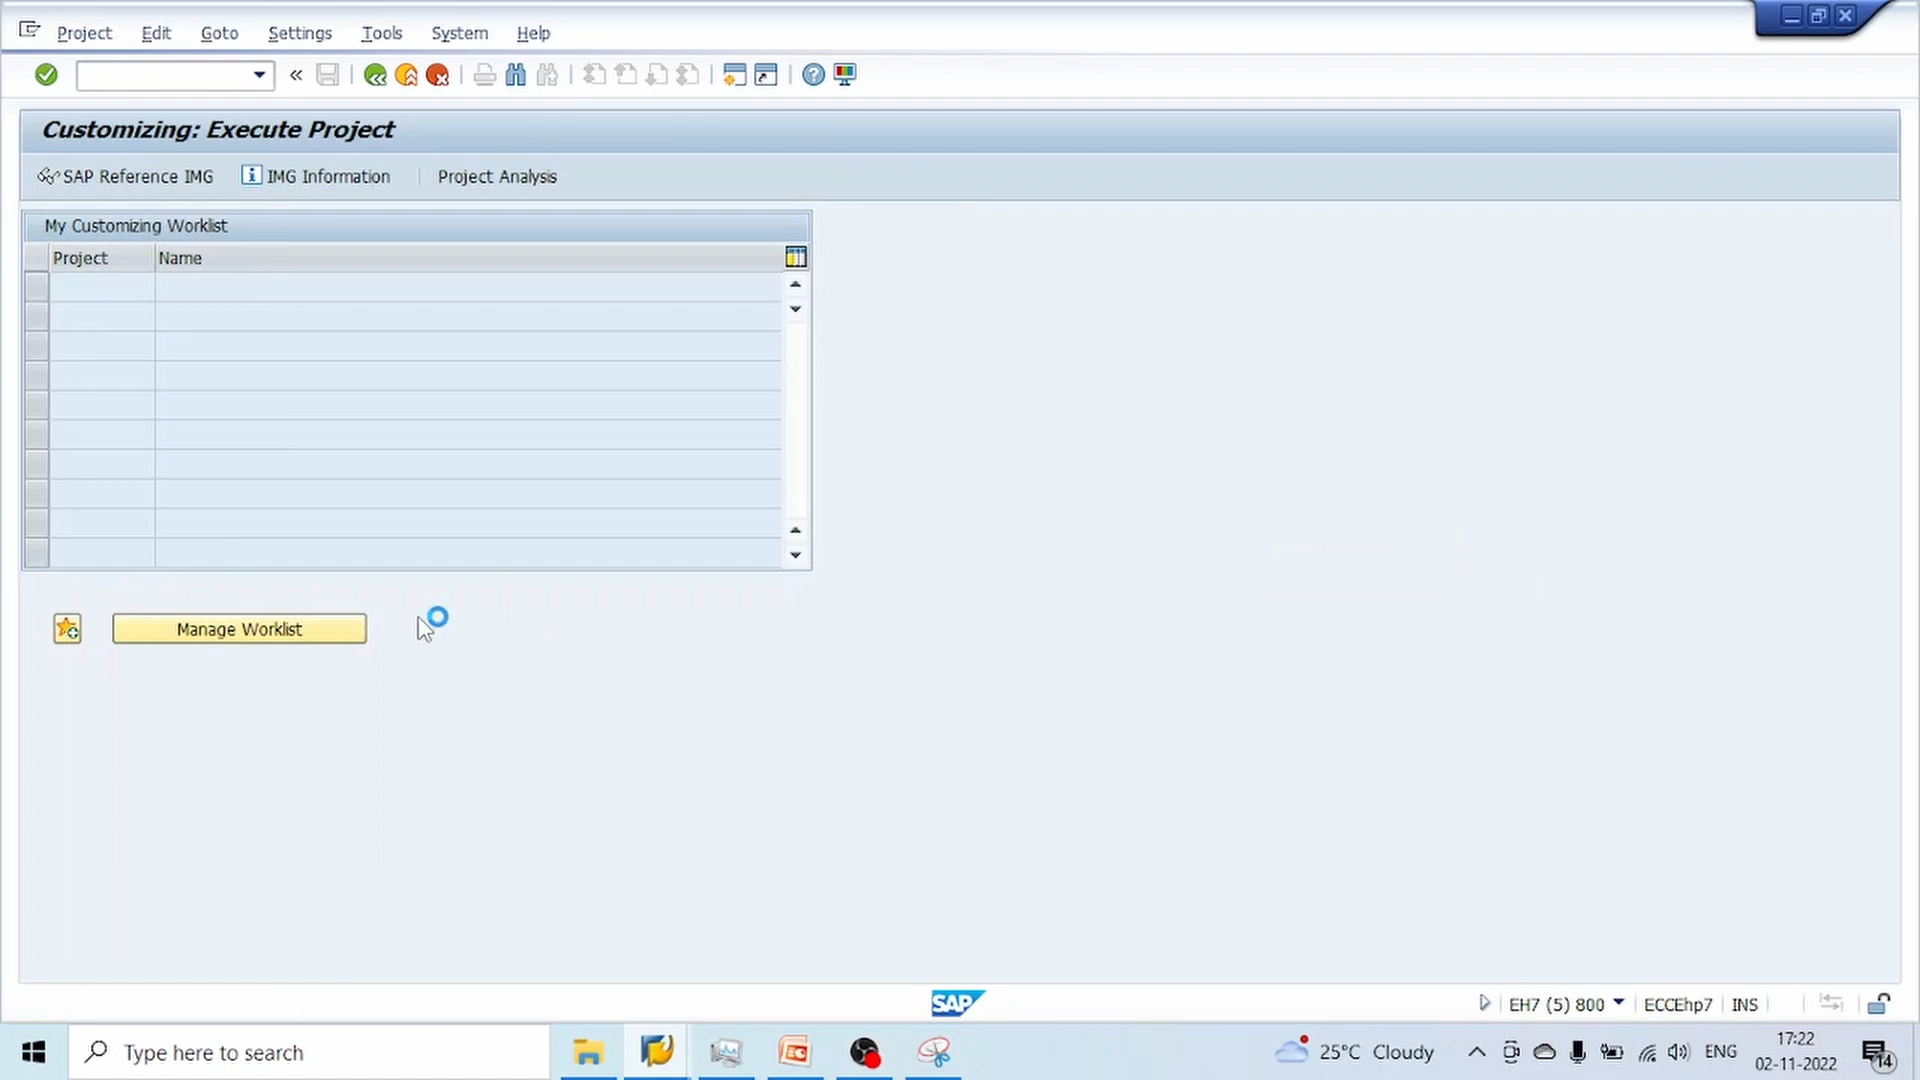 Project Edit Goto Settings Tools System Help
Customizing: Execute Project
SAP Reference IMG IMG Information Project Analysis
My Customizing Worklist
Project Name
Manage Worklist
SAP
EH7 (5) 800 ECCEhp7 INS
Type here to search
25°C Cloudy
ENG
17:22
02-11-2022
14